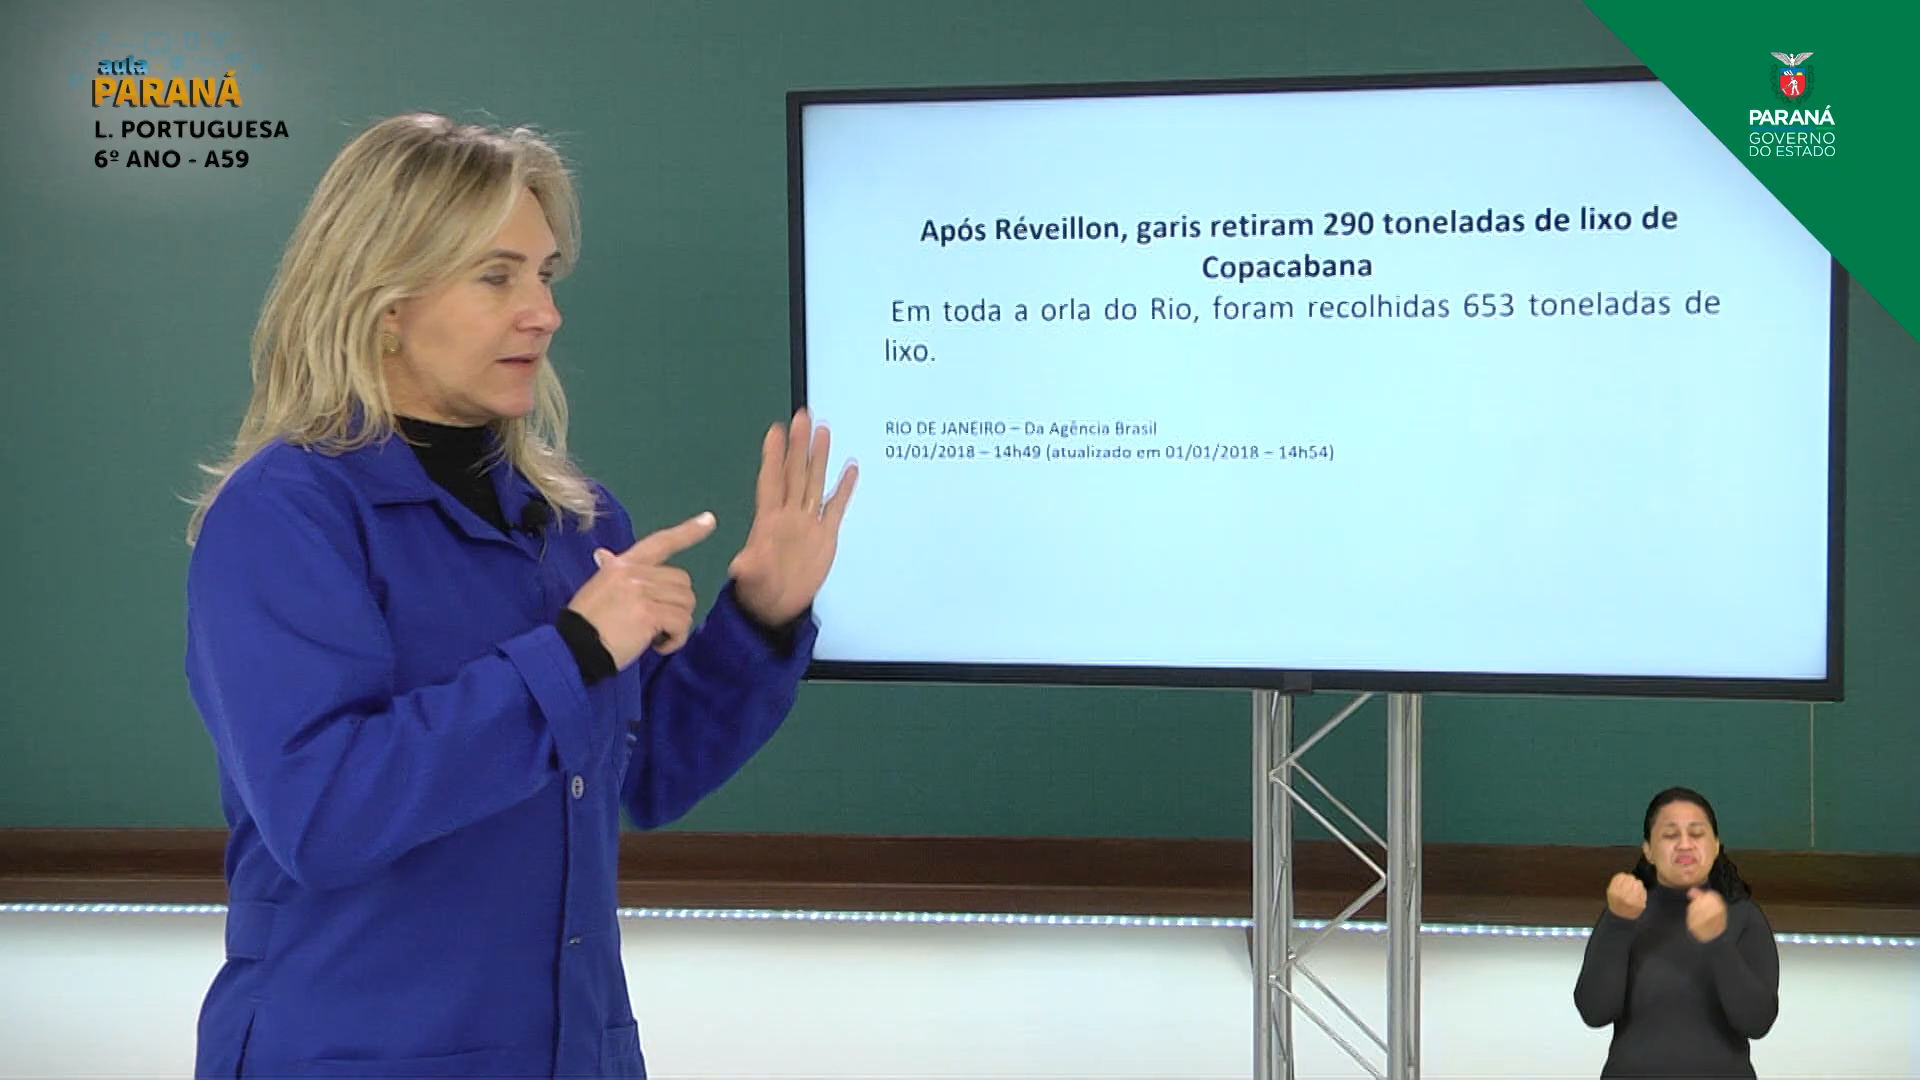 aula
PARANÁ
L. PORTUGUESA
6º ANO - A59
PARANÁ
GOVERNO
DO ESTADO
Após Réveillon, garis retiram 290 toneladas de lixo de
Copacabana
Em toda a orla do Rio, foram recolhidas 653 toneladas de
lixo.
RIO DE JANEIRO – Da Agência Brasil
01/01/2018 – 14h49 (atualizado em 01/01/2018 – 14h54)